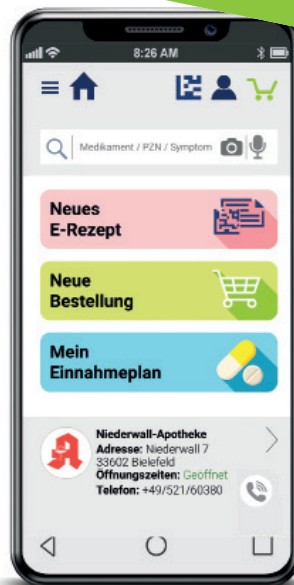 8:26 AM
Medikament / PZN / Symptom
Neues
E-Rezept
Neue
Bestellung
Mein
Einnahmeplan
Niederwall-Apotheke
Adresse: Niederwall 7
33602 Bielefeld
Öffnungszeiten: Geöffnet
Telefon: +49/521/60380